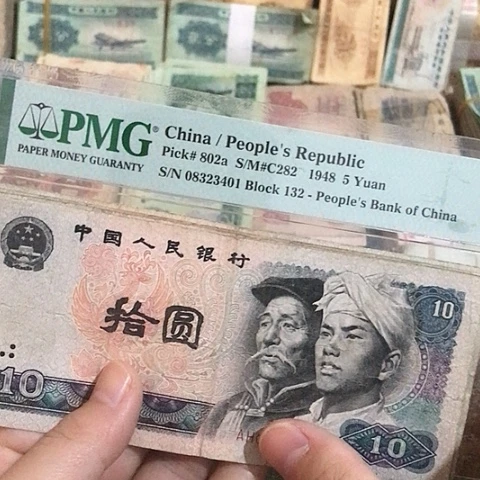 PMG®
PAPER MONEY GUARANTY
China / People's Republic
Pick# 802a S/M#C282 1948 5 Yuan
S/N 08323401 Block 132 - People's Bank of China
中国人民银行
拾圆
10
10
10